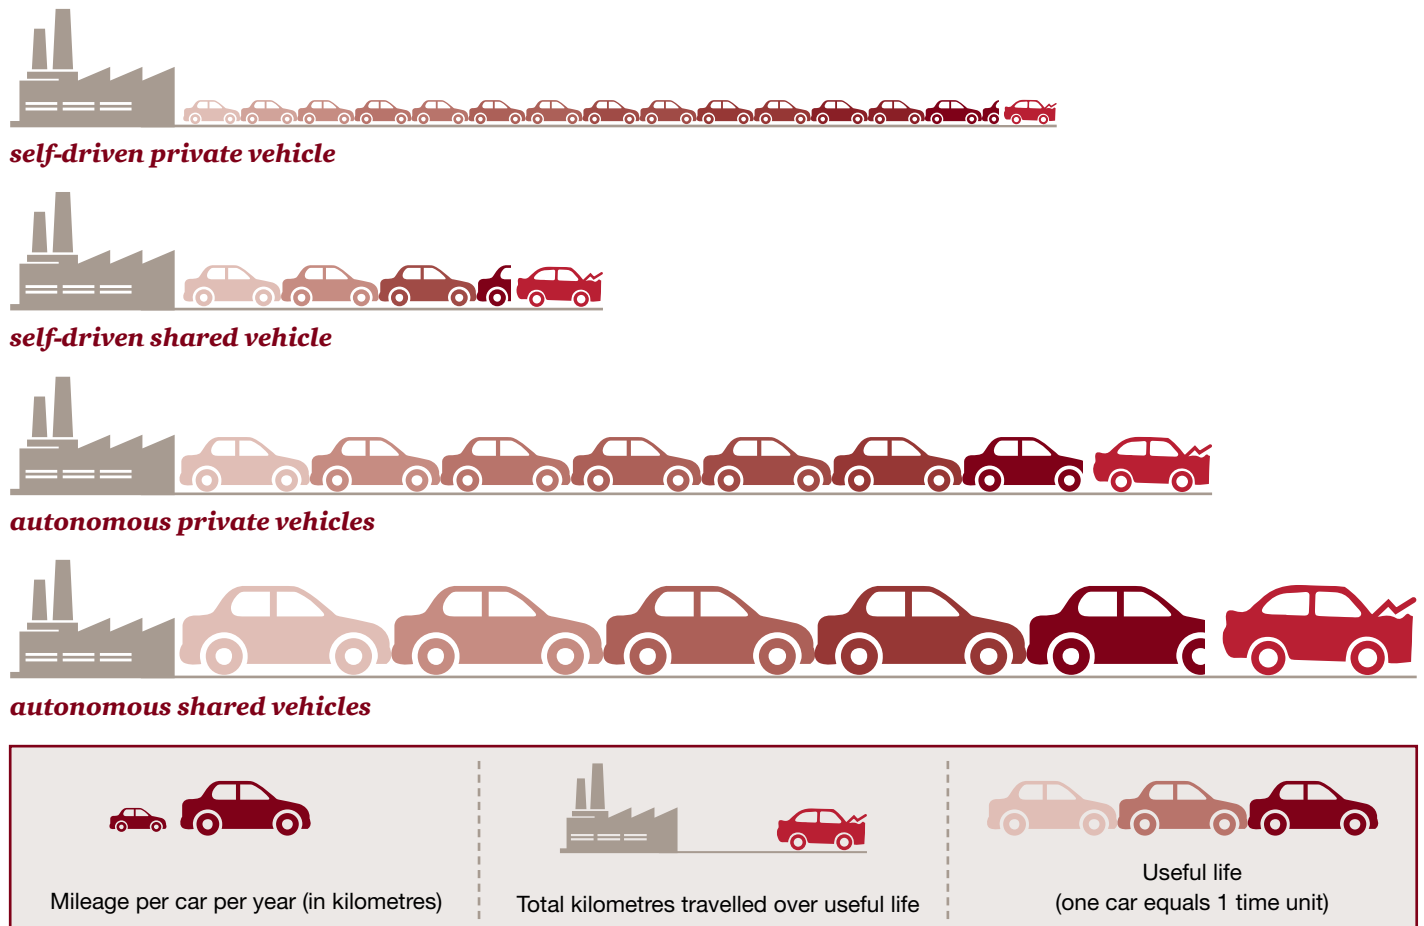 self-driven private vehicle
self-driven shared vehicle
autonomous private vehicles
autonomous shared vehicles
Mileage per car per year (in kilometres)
Total kilometres travelled over useful life
Useful life
(one car equals 1 time unit)